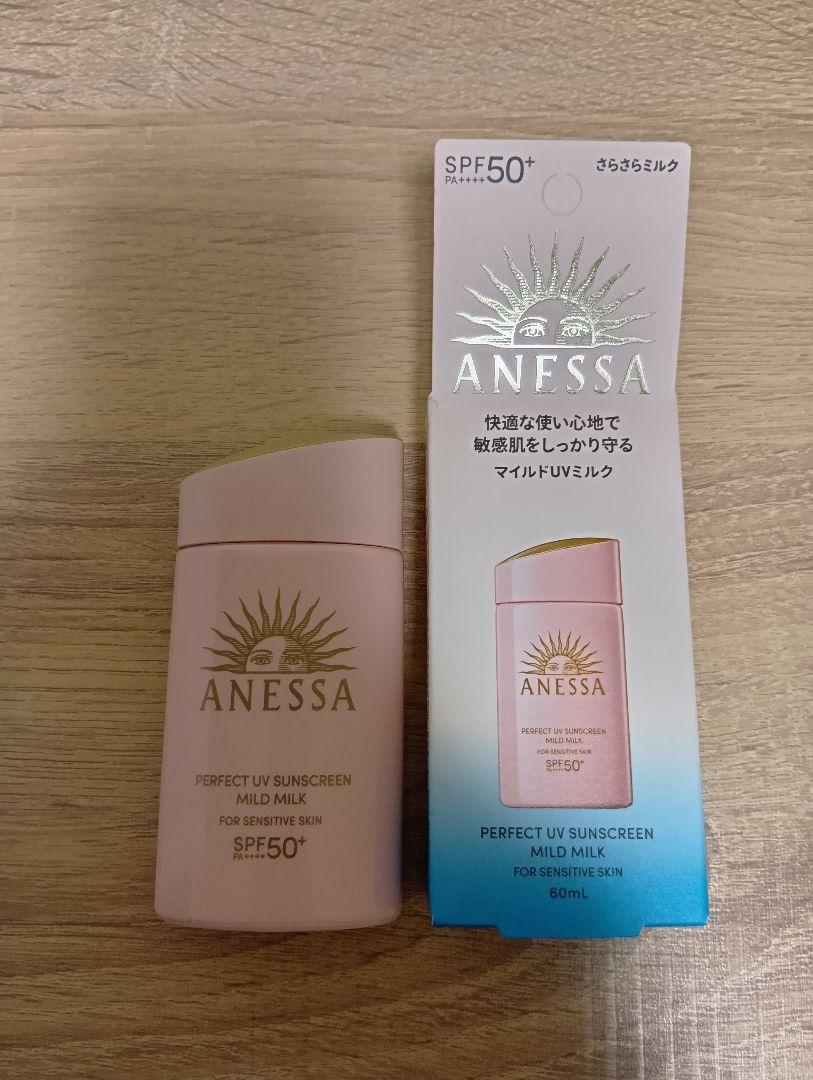 ANESSA
PERFECT UV SUNSCREEN
MILD MILK
FOR SENSITIVE SKIN
SPF50+
PA++++
SPF50+
PA++++
さらさらミルク
ANESSA
快適な使い心地で
敏感肌をしっかり守る
マイルドUVミルク
ANESSA
PERFECT UV SUNSCREEN
MILD MILK
FOR SENSITIVE SKIN
SPF50+
PA++++
PERFECT UV SUNSCREEN
MILD MILK
FOR SENSITIVE SKIN
60mL